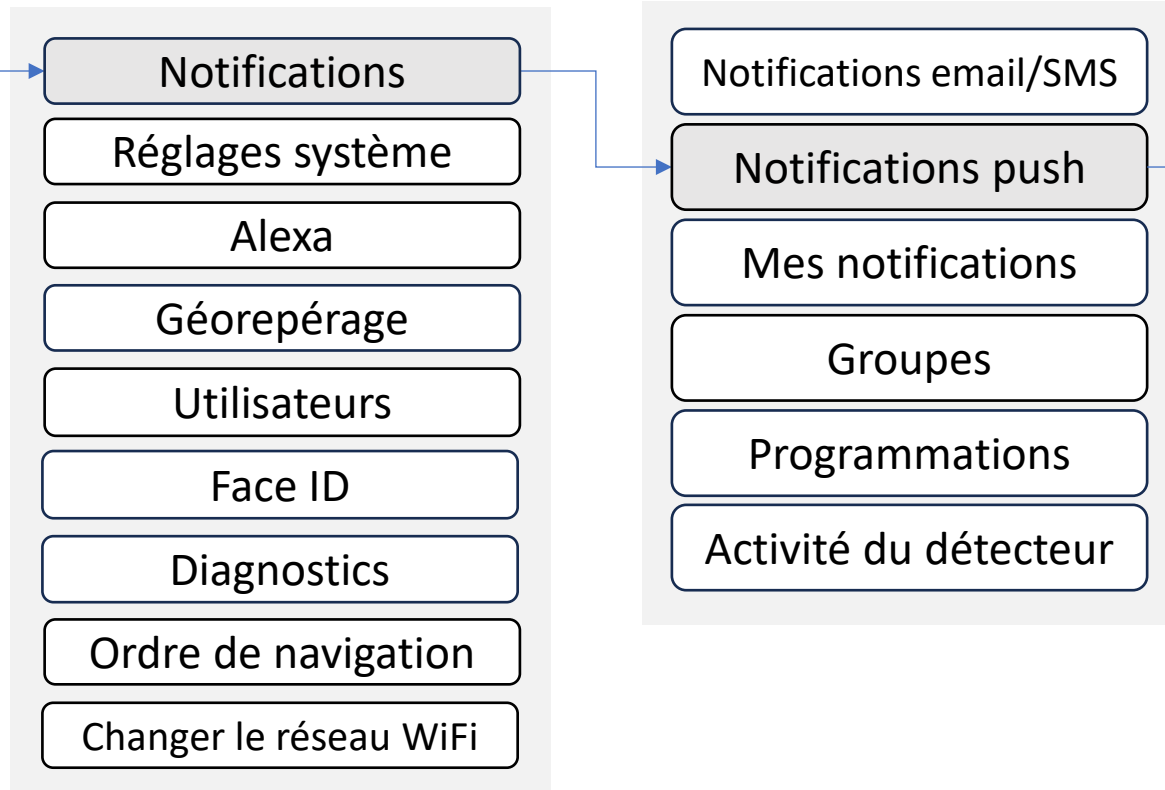 Notifications
Réglages système
Alexa
Géorepérage
Utilisateurs
Face ID
Diagnostics
Ordre de navigation
Changer le réseau WiFi
Notifications email/SMS
Notifications push
Mes notifications
Groupes
Programmations
Activité du détecteur